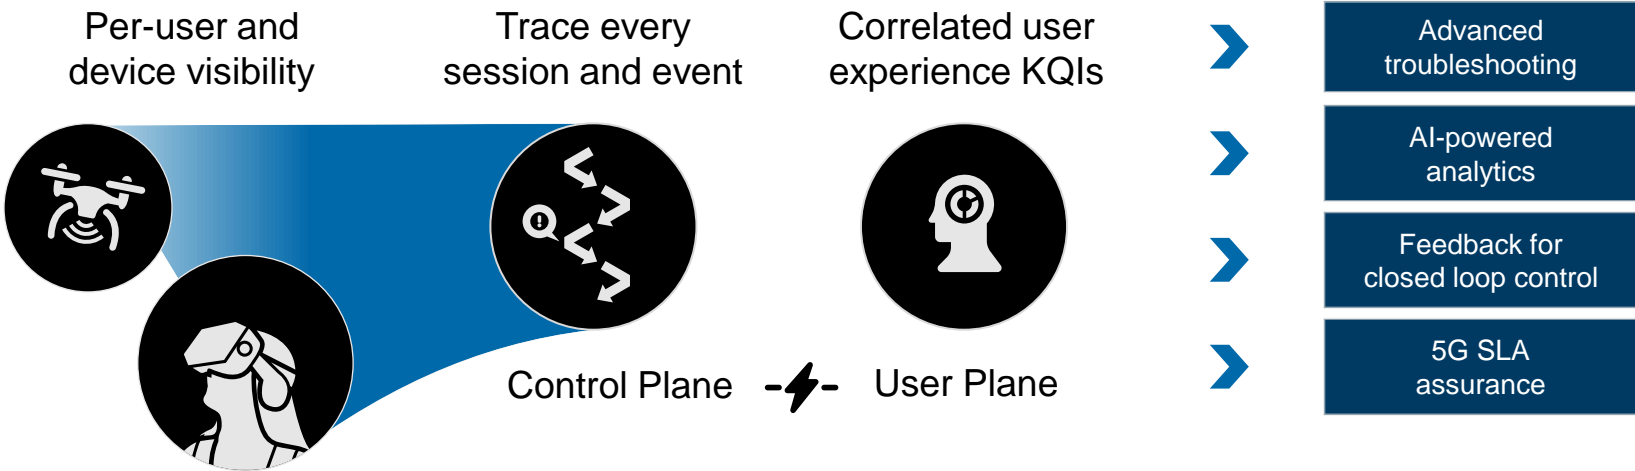 Per-user and
device visibility
Trace every
session and event
Correlated user
experience KQIs
Control Plane
User Plane
Advanced
troubleshooting
AI-powered
analytics
Feedback for
closed loop control
5G SLA
assurance